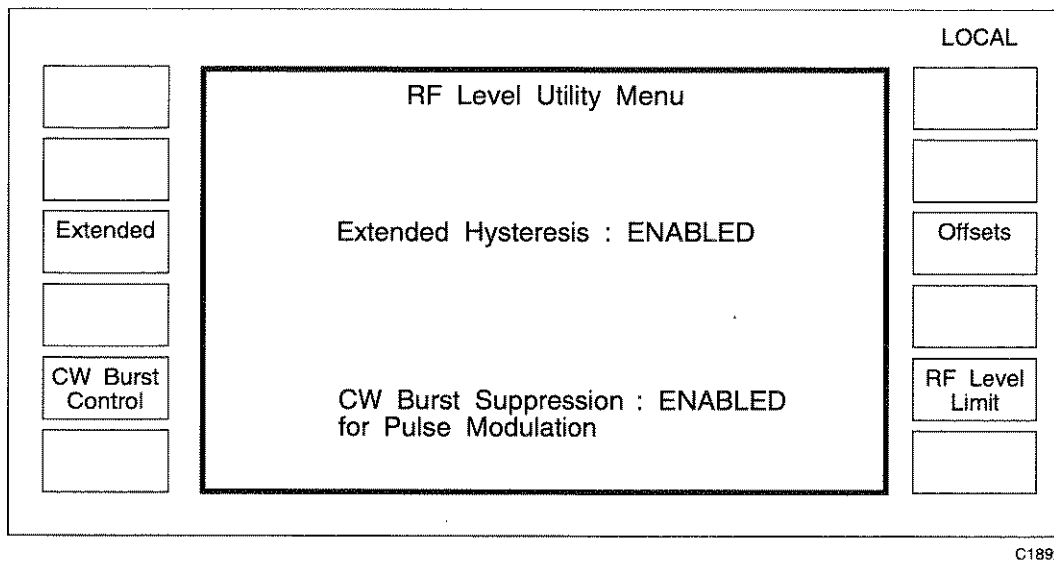 LOCAL
RF Level Utility Menu
Extended
Extended Hysteresis : ENABLED
Offsets
CW Burst
Control
CW Burst Suppression : ENABLED
for Pulse Modulation
RF Level
Limit